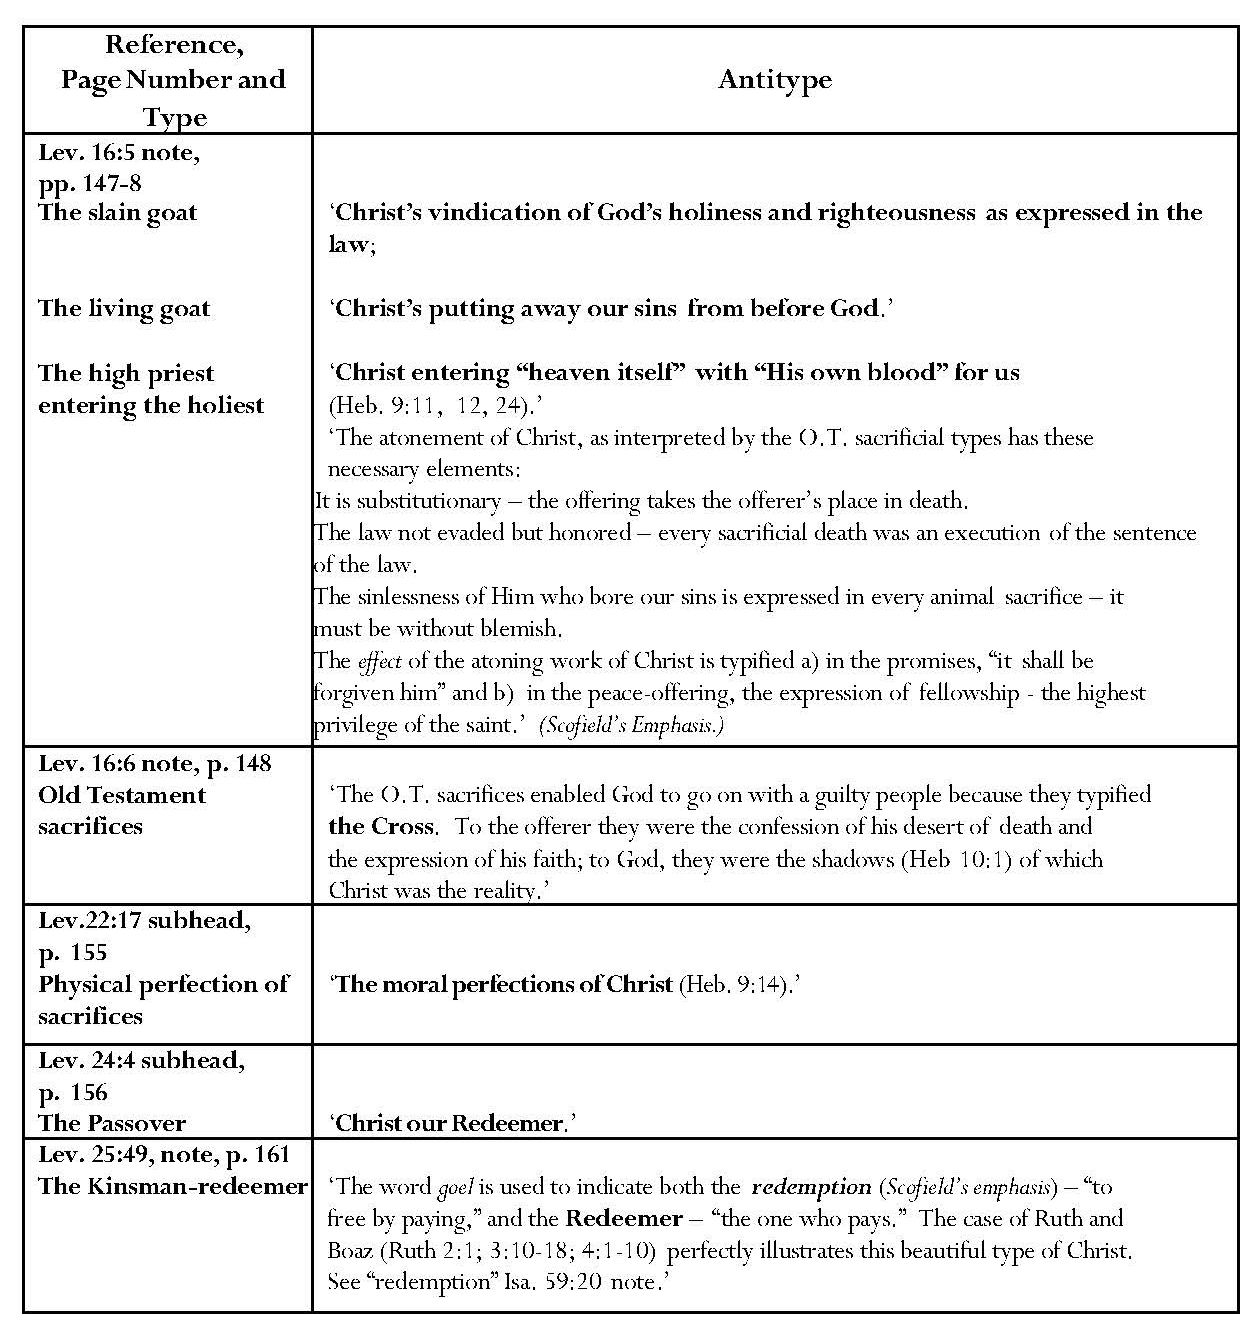 Reference,
Page Number and
Type
Antitype
Lev. 16:5 note,
pp. 147-8
The slain goat
‘Christ’s vindication of God’s holiness and righteousness as expressed in the
law;
The living goat
‘Christ’s putting away our sins from before God.’
The high priest
entering the holiest
‘Christ entering “heaven itself” with “His own blood” for us
(Heb. 9:11, 12, 24).’
‘The atonement of Christ, as interpreted by the O.T. sacrificial types has these
necessary elements:
It is substitutionary – the offering takes the offerer’s place in death.
The law not evaded but honored – every sacrificial death was an execution of the sentence
of the law.
The sinlessness of Him who bore our sins is expressed in every animal sacrifice – it
must be without blemish.
The effect of the atoning work of Christ is typified a) in the promises, “it shall be
forgiven him” and b) in the peace-offering, the expression of fellowship - the highest
privilege of the saint.’ (Scofield’s Emphasis.)
Lev. 16:6 note, p. 148
Old Testament
sacrifices
‘The O.T. sacrifices enabled God to go on with a guilty people because they typified
the Cross. To the offerer they were the confession of his desert of death and
the expression of his faith; to God, they were the shadows (Heb 10:1) of which
Christ was the reality.’
Lev.22:17 subhead,
p. 155
Physical perfection of
sacrifices
‘The moral perfections of Christ (Heb. 9:14).’
Lev. 24:4 subhead,
p. 156
The Passover
‘Christ our Redeemer.’
Lev. 25:49, note, p. 161
The Kinsman-redeemer
‘The word goel is used to indicate both the redemption (Scofield’s emphasis) – “to
free by paying,” and the Redeemer – “the one who pays.” The case of Ruth and
Boaz (Ruth 2:1; 3:10-18; 4:1-10) perfectly illustrates this beautiful type of Christ.
See “redemption” Isa. 59:20 note.’